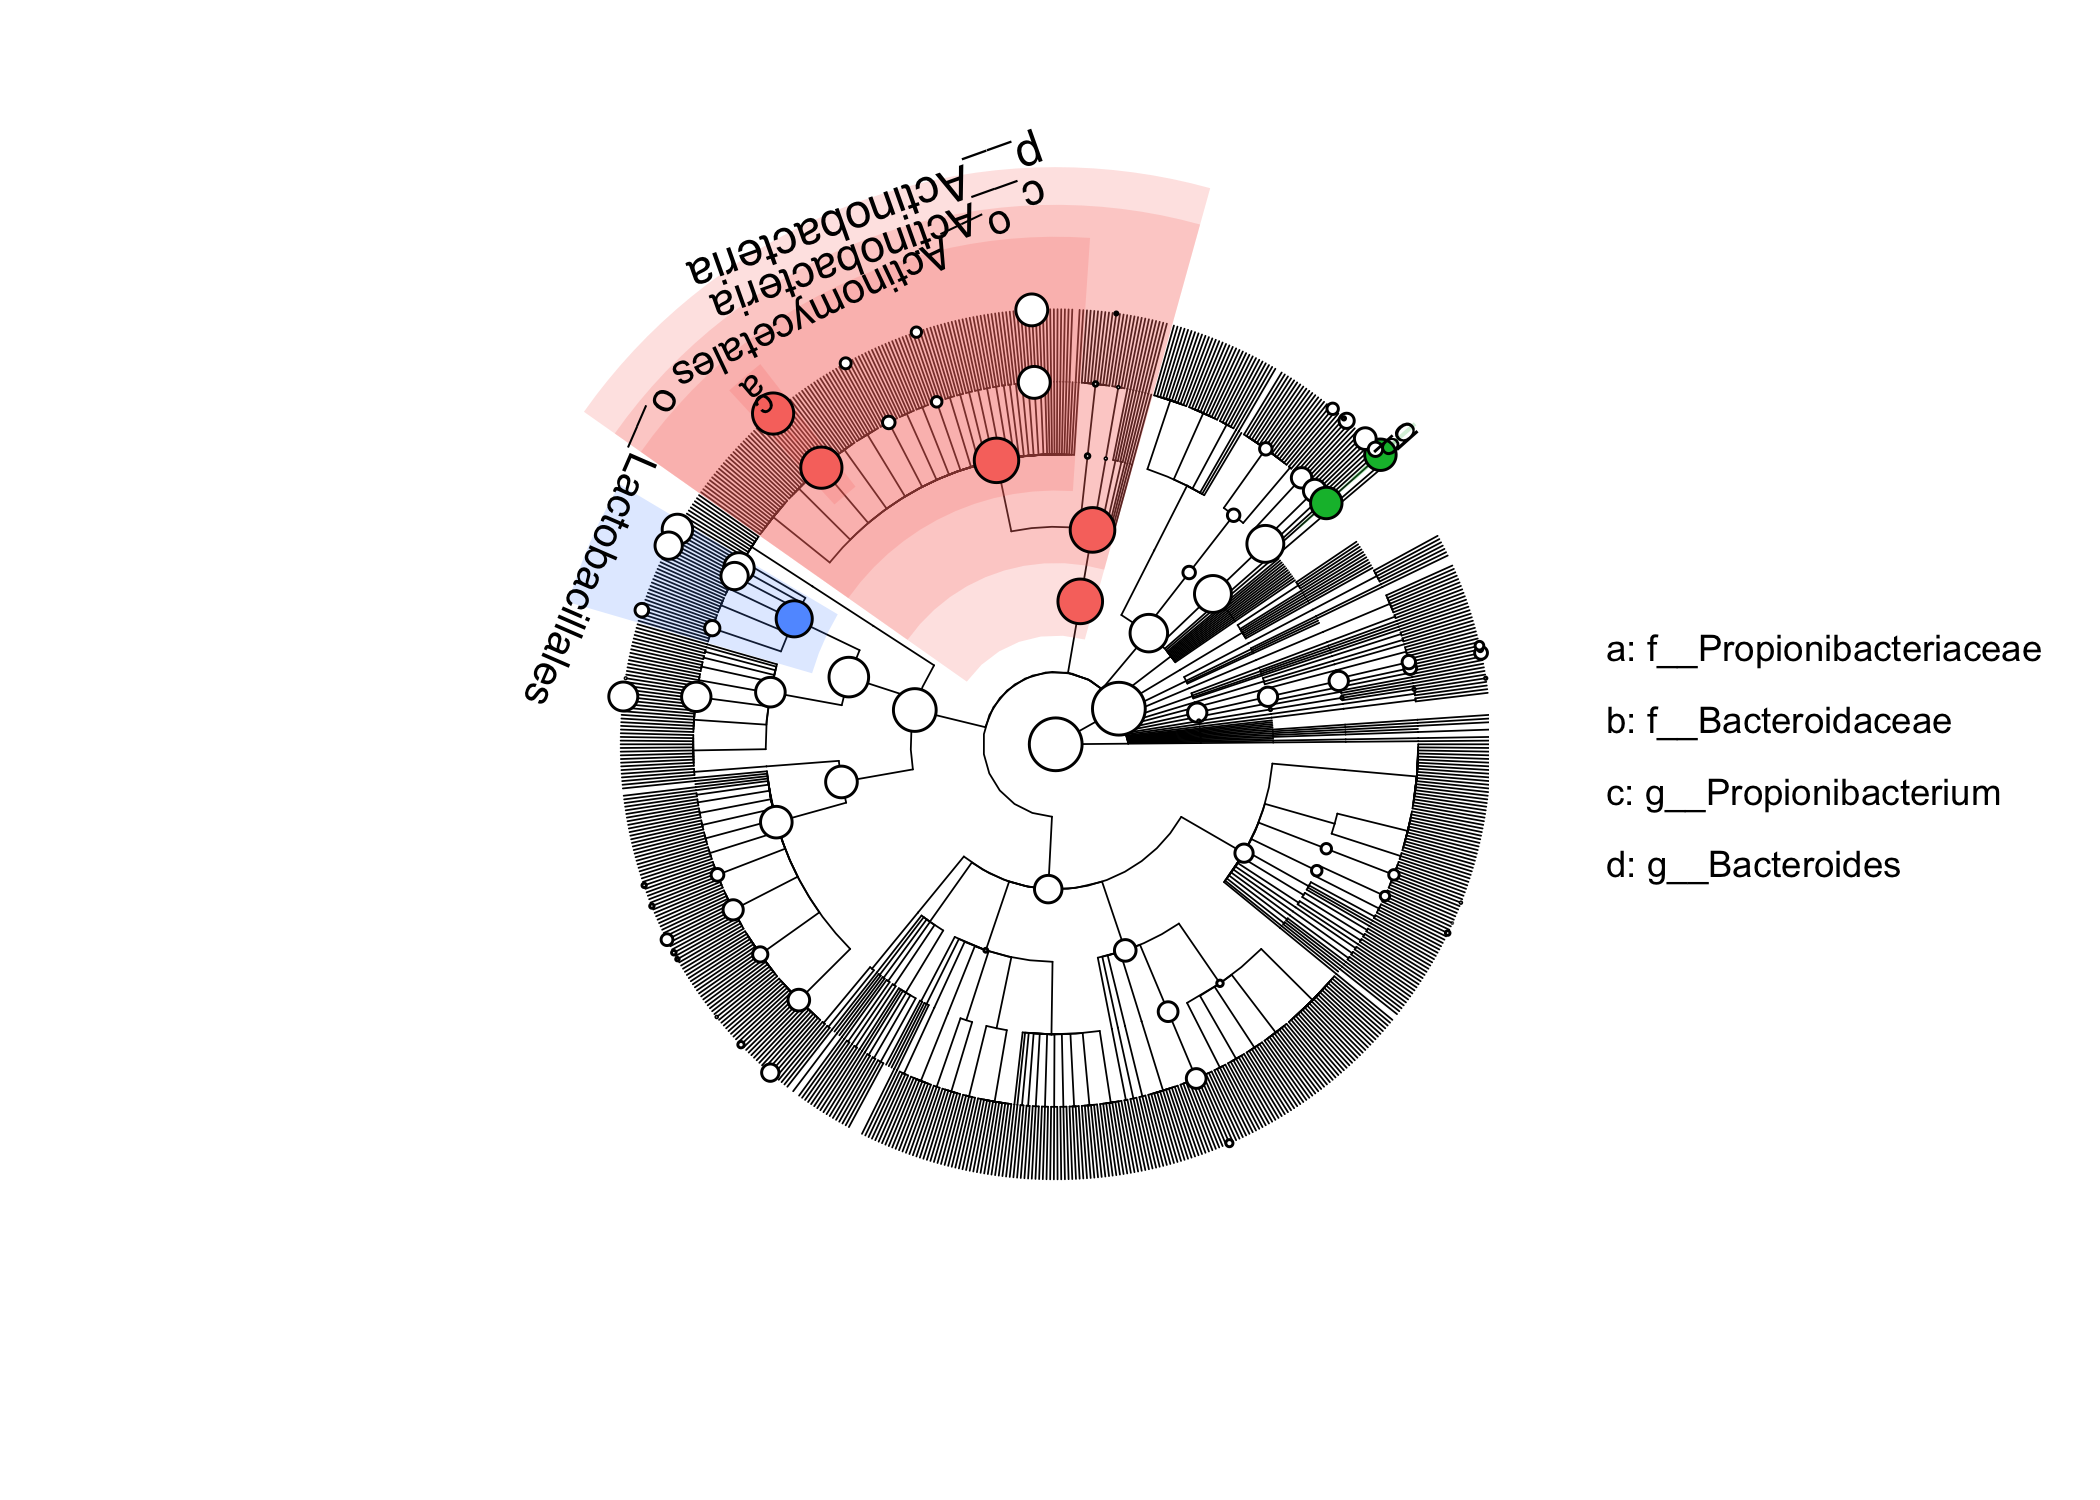 p__Actinobacteria
c__Actinobacteria
o__Actinomycetales
a
c
o__Lactobacillales
a: f__Propionibacteriaceae
b: f__Bacteroidaceae
c: g__Propionibacterium
d: g__Bacteroides